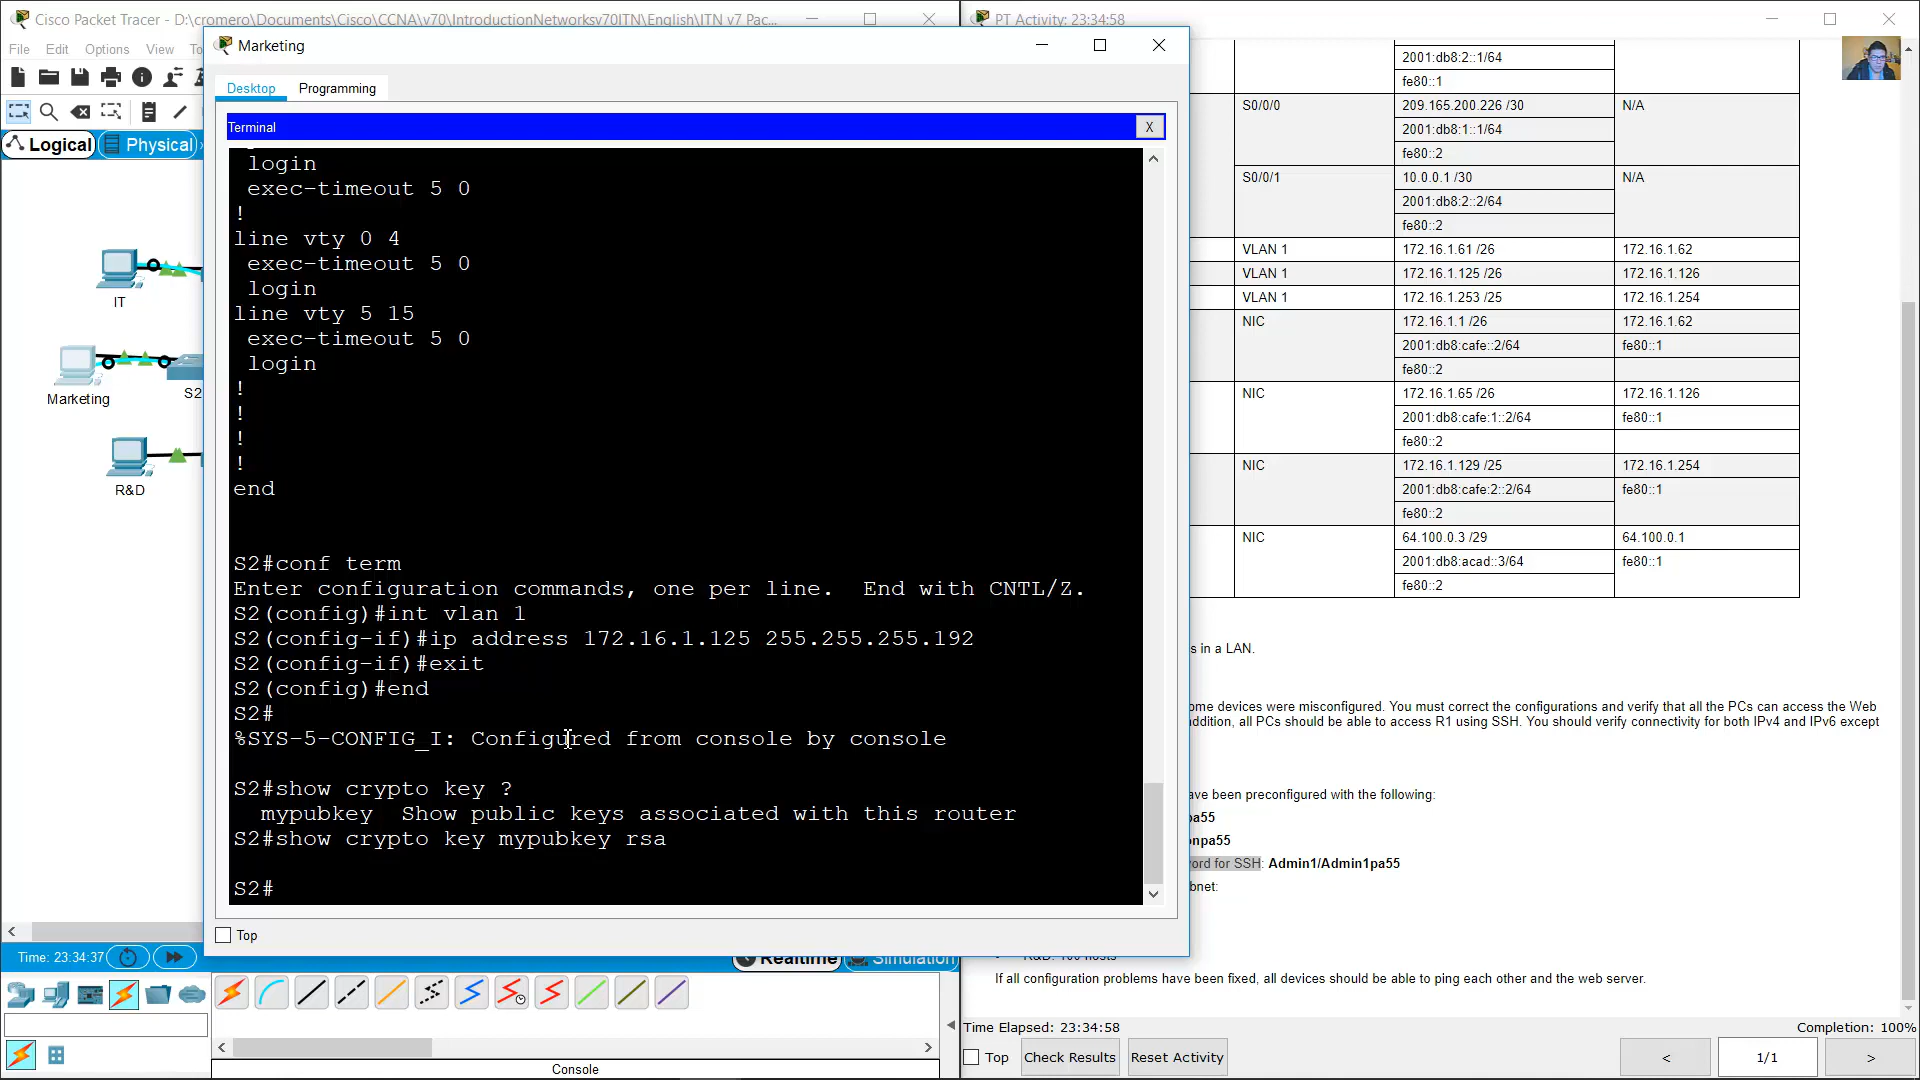 Cisco Packet Tracer - D:\cromero\Documents\Cisco\CCNA\v70\IntroductionNetworksv70ITN\English\ITN v7 Pac...
File Edit Options View To
Logical
Physical
IT
Marketing
S2
R&D
Time: 23:34:37
Realtime
Simulation
Console
Marketing
Desktop
Programming
Terminal
X
login
exec-timeout 5 0
!
line vty 0 4
exec-timeout 5 0
login
line vty 5 15
exec-timeout 5 0
login
!
!
!
!
end
S2#conf term
Enter configuration commands, one per line.  End with CNTL/Z.
S2(config)#int vlan 1
S2(config-if)#ip address 172.16.1.125 255.255.255.192
S2(config-if)#exit
S2(config)#end
S2#
%SYS-5-CONFIG_I: Configured from console by console
S2#show crypto key ?
mypubkey  Show public keys associated with this router
S2#show crypto key mypubkey rsa
S2#
Top
PT Activity: 23:34:58
2001:db8:2::1/64
fe80::1
S0/0/0 209.165.200.226 /30 N/A
2001:db8:1::1/64
fe80::2
S0/0/1 10.0.0.1 /30 N/A
2001:db8:2::2/64
fe80::2
VLAN 1 172.16.1.61 /26 172.16.1.62
VLAN 1 172.16.1.125 /26 172.16.1.126
VLAN 1 172.16.1.253 /25 172.16.1.254
NIC 172.16.1.1 /26 172.16.1.62
2001:db8:cafe::2/64 fe80::1
fe80::2
NIC 172.16.1.65 /26 172.16.1.126
2001:db8:cafe:1::2/64 fe80::1
fe80::2
NIC 172.16.1.129 /25 172.16.1.254
2001:db8:cafe:2::2/64 fe80::1
fe80::2
NIC 64.100.0.3 /29 64.100.0.1
2001:db8:acad::3/64 fe80::1
fe80::2
s in a LAN.
ome devices were misconfigured. You must correct the configurations and verify that all the PCs can access the Web
ddition, all PCs should be able to access R1 using SSH. You should verify connectivity for both IPv4 and IPv6 except
ave been preconfigured with the following:
pa55
onpa55
ord for SSH: Admin1/Admin1pa55
bnet:
R&D: 100 hosts
If all configuration problems have been fixed, all devices should be able to ping each other and the web server.
Time Elapsed: 23:34:58
Completion: 100%
Top
Check Results
Reset Activity
<
1/1
>